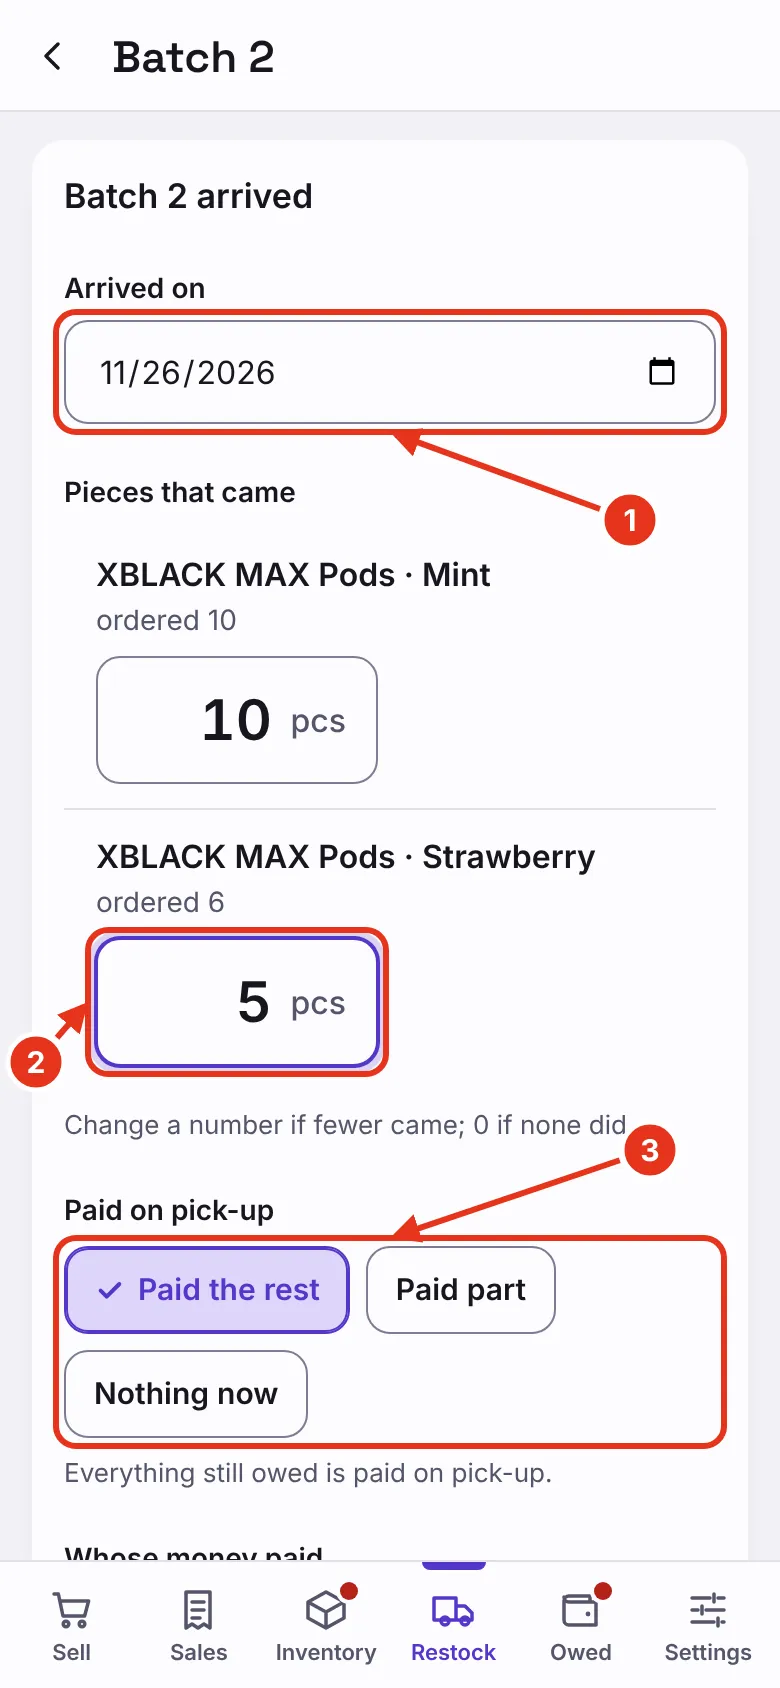 Batch 2
Batch 2 arrived
Arrived on
11/26/2026
1
Pieces that came
XBLACK MAX Pods · Mint
ordered 10
10 pcs
XBLACK MAX Pods · Strawberry
ordered 6
5 pcs
2
Change a number if fewer came; 0 if none did.
3
Paid on pick-up
Paid the rest
Paid part
Nothing now
Everything still owed is paid on pick-up.
Whose money paid
Sell
Sales
Inventory
Restock
Owed
Settings